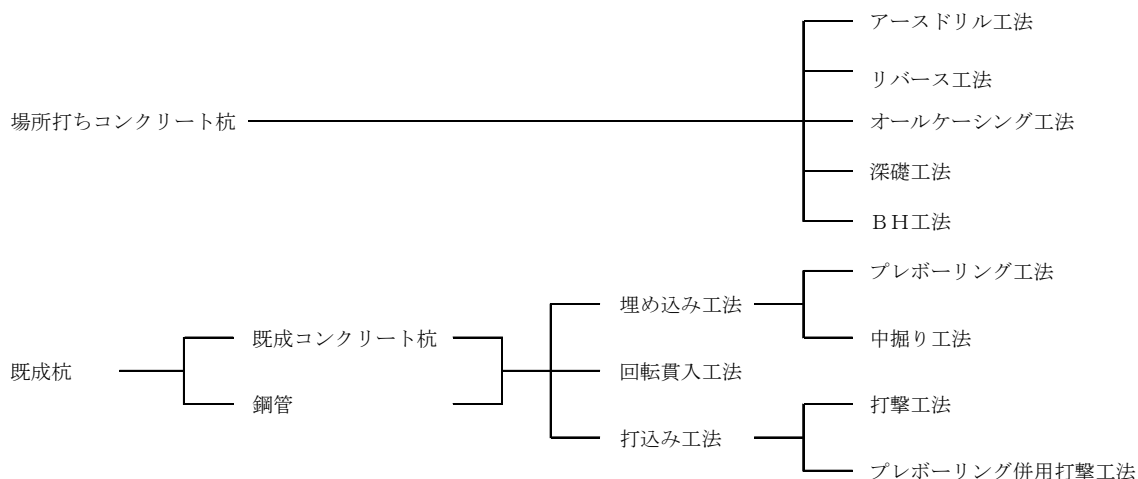 アースドリル工法
リバース工法
場所打ちコンクリート杭
オールケーシング工法
深礎工法
ＢＨ工法
プレボーリング工法
埋め込み工法
既成コンクリート杭
中掘り工法
既成杭
回転貫入工法
鋼管
打撃工法
打込み工法
プレボーリング併用打撃工法